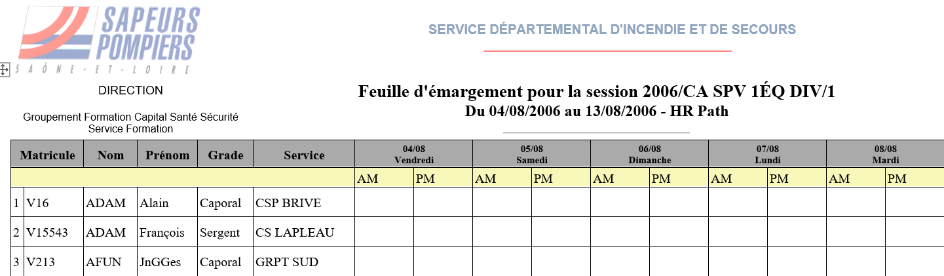 SAPEURS
POMPIERS
SAÔNE-ET-LOIRE
SERVICE DÉPARTEMENTAL D'INCENDIE ET DE SECOURS
DIRECTION
Groupement Formation Capital Santé Sécurité
Service Formation
Feuille d'émargement pour la session 2006/CA SPV 1ÉQ DIV/1
Du 04/08/2006 au 13/08/2006 - HR Path
Matricule Nom Prénom Grade Service 04/08 05/08 06/08 07/08 08/08
Vendredi Samedi Dimanche Lundi Mardi
AM PM AM PM AM PM AM PM AM PM
1 V16 ADAM Alain Caporal CSP BRIVE
2 V15543 ADAM François Sergent CS LAPLEAU
3 V213 AFUN JnGGes Caporal GRPT SUD